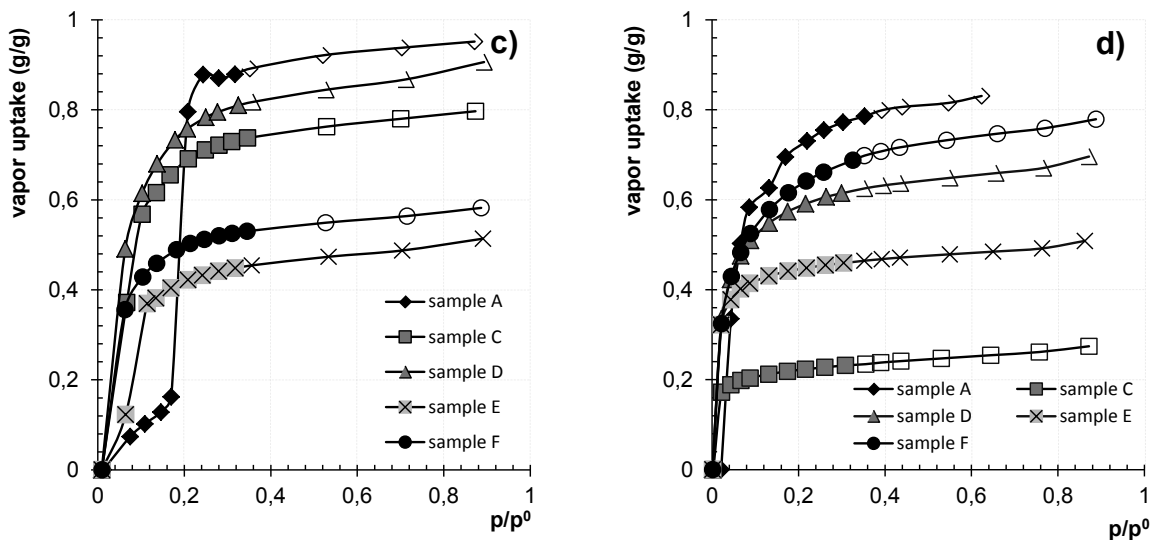 c)
vapor uptake (g/g)
1
0,8
0,6
0,4
0,2
0
0
0,2
0,4
0,6
0,8
1
p/p⁰
sample A
sample C
sample D
sample E
sample F
d)
vapor uptake (g/g)
1
0,8
0,6
0,4
0,2
0
0
0,2
0,4
0,6
0,8
1
p/p⁰
sample A
sample C
sample D
sample E
sample F